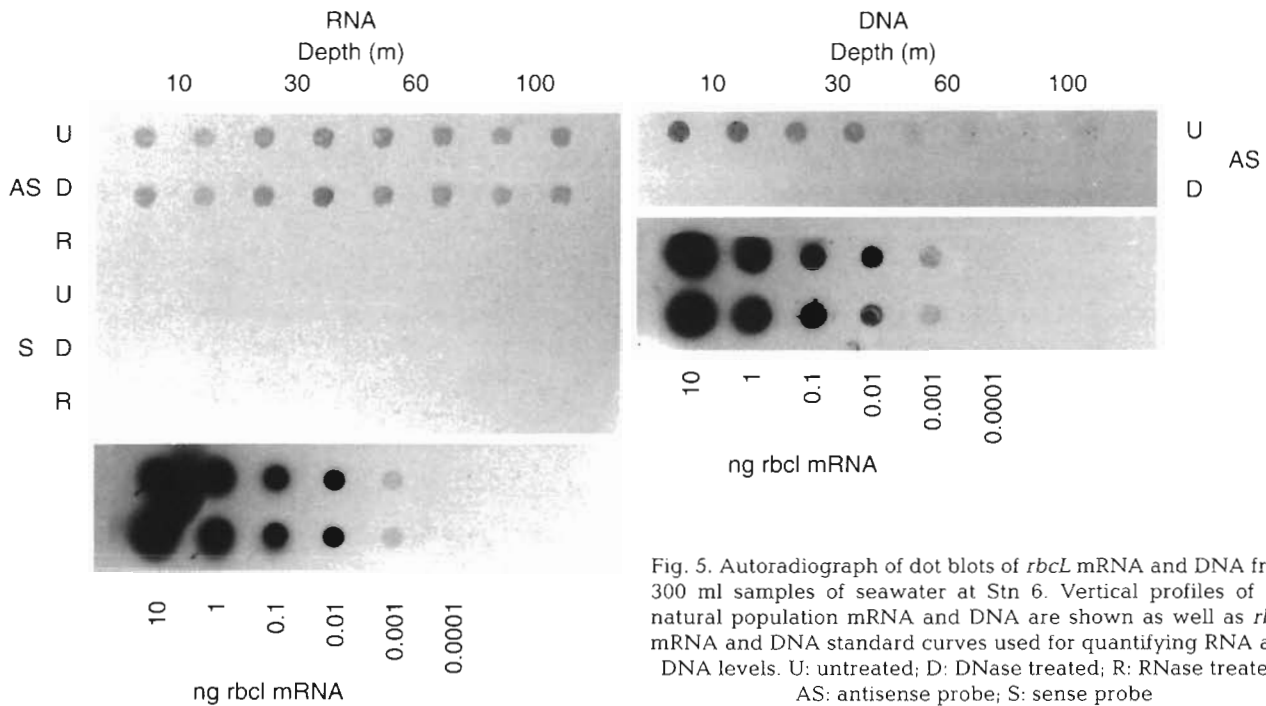 RNA
Depth (m)
10 30 60 100
U
AS D
R
U
S D
R
10 1 0.1 0.01 0.001 0.0001
ng rbcl mRNA
DNA
Depth (m)
10 30 60 100
U
AS
D
10 1 0.1 0.01 0.001 0.0001
ng rbcl mRNA
Fig. 5. Autoradiograph of dot blots of rbcL mRNA and DNA fr
300 ml samples of seawater at Stn 6. Vertical profiles of
natural population mRNA and DNA are shown as well as rb
mRNA and DNA standard curves used for quantifying RNA a
DNA levels. U: untreated; D: DNase treated; R: RNase treate
AS: antisense probe; S: sense probe